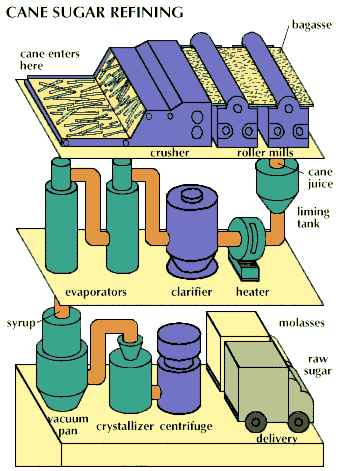 CANE SUGAR REFINING
bagasse
cane enters
here
crusher
roller mills
cane
juice
liming
tank
evaporators
clarifier
heater
syrup
molasses
raw
sugar
vacuum
pan
crystallizer
centrifuge
delivery